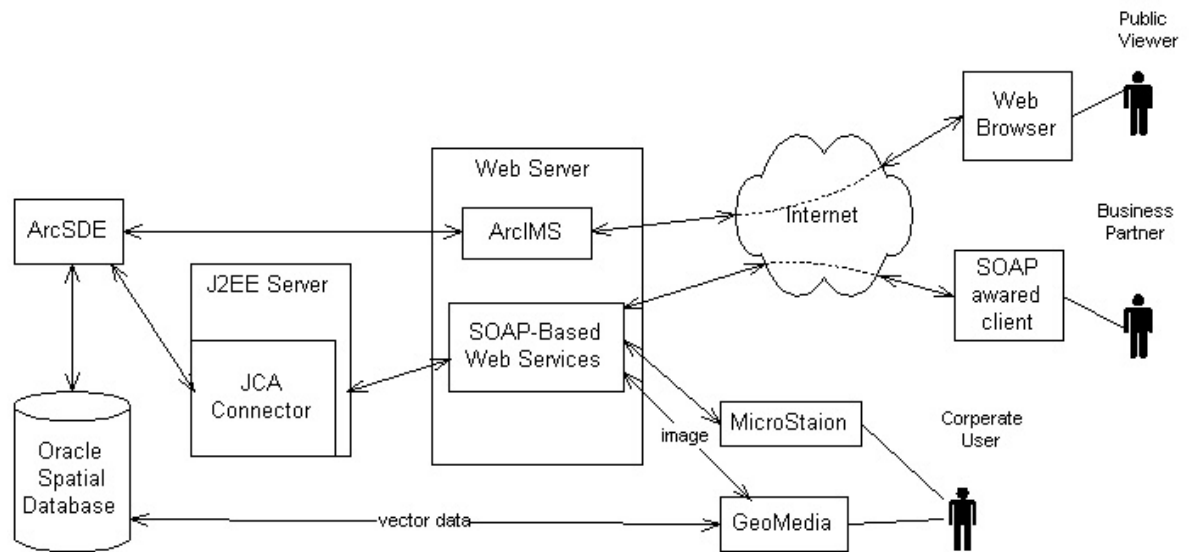 Public
Viewer
Web
Browser
Web Server
ArcSDE
ArcIMS
Internet
Business
Partner
J2EE Server
SOAP
awared
client
SOAP-Based
Web Services
JCA
Connector
image
MicroStaion
Corperate
User
Oracle
Spatial
Database
vector data
GeoMedia